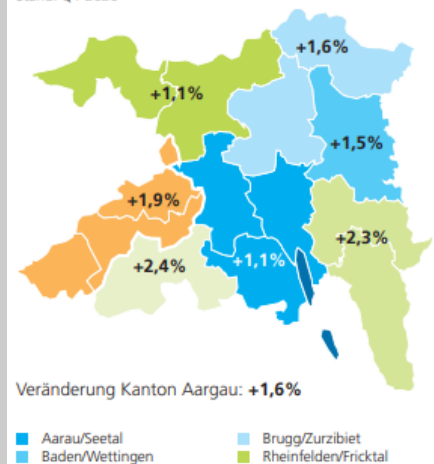 +1,6%
+1,1%
+1,5%
+1,9%
+2,3%
+1,1%
+2,4%
Veränderung Kanton Aargau: +1,6%
Aarau/Seetal
Brugg/Zurzibiet
Baden/Wettingen
Rheinfelden/Fricktal